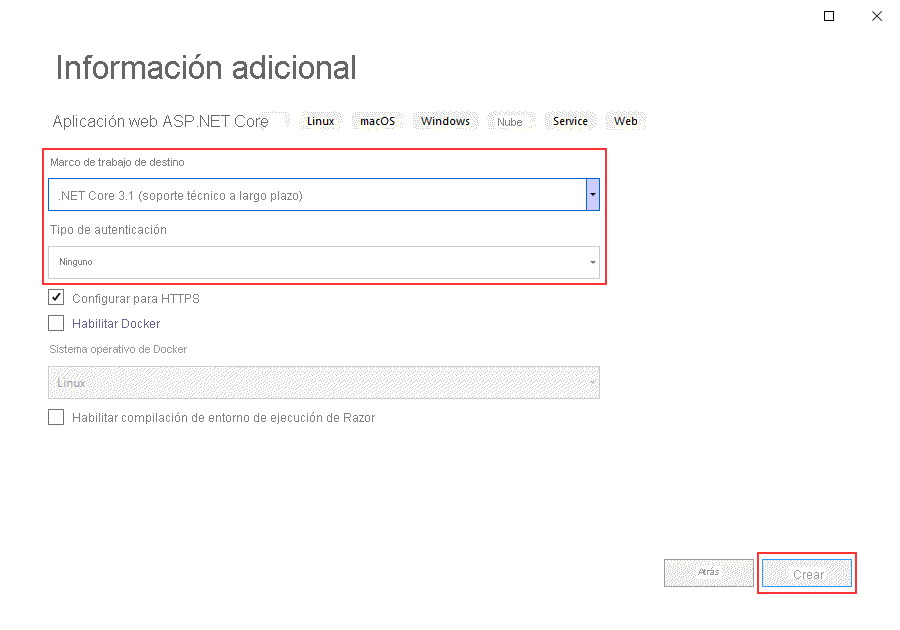 Información adicional
Aplicación web ASP.NET Core Linux macOS Windows Nube Service Web
Marco de trabajo de destino
.NET Core 3.1 (soporte técnico a largo plazo)
Tipo de autenticación
Ninguno
Configurar para HTTPS
Habilitar Docker
Sistema operativo de Docker
Linux
Habilitar compilación de entorno de ejecución de Razor
Atrás Crear